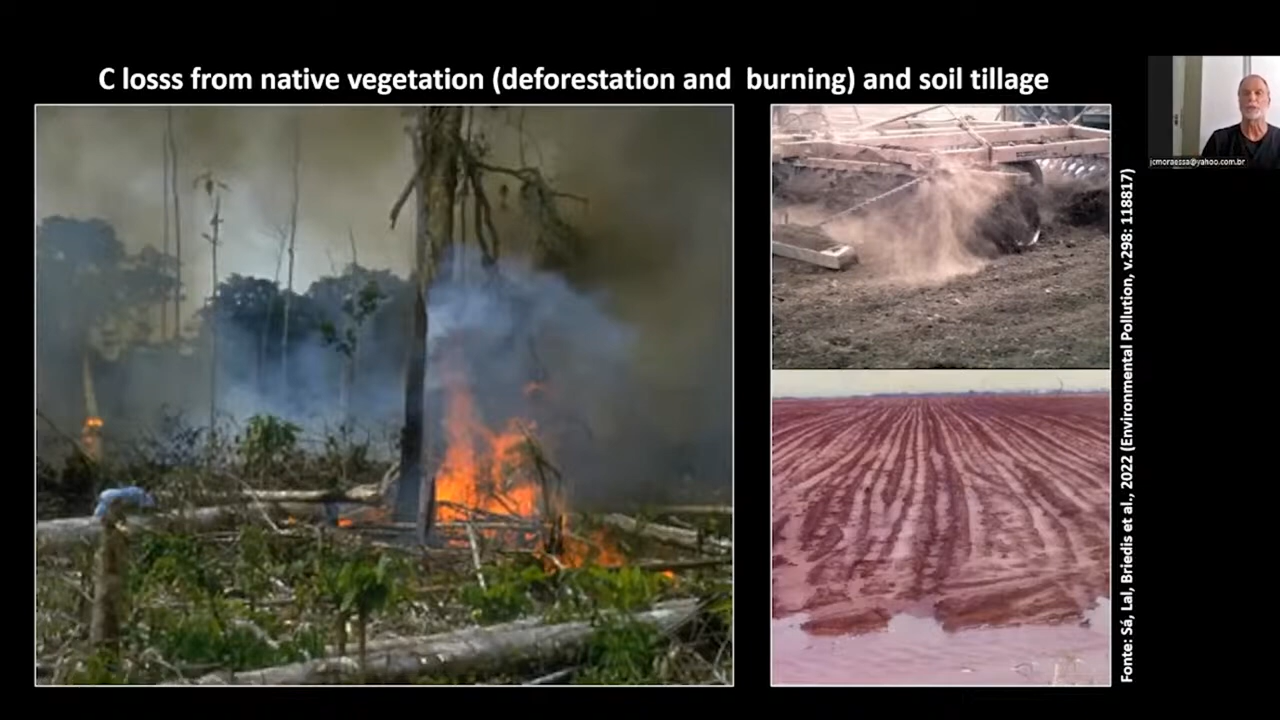 C losss from native vegetation (deforestation and burning) and soil tillage
jcmoraessa@yahoo.com.br
Fonte: Sá, Lal, Briedis et al., 2022 (Environmental Pollution, v.298: 118817)